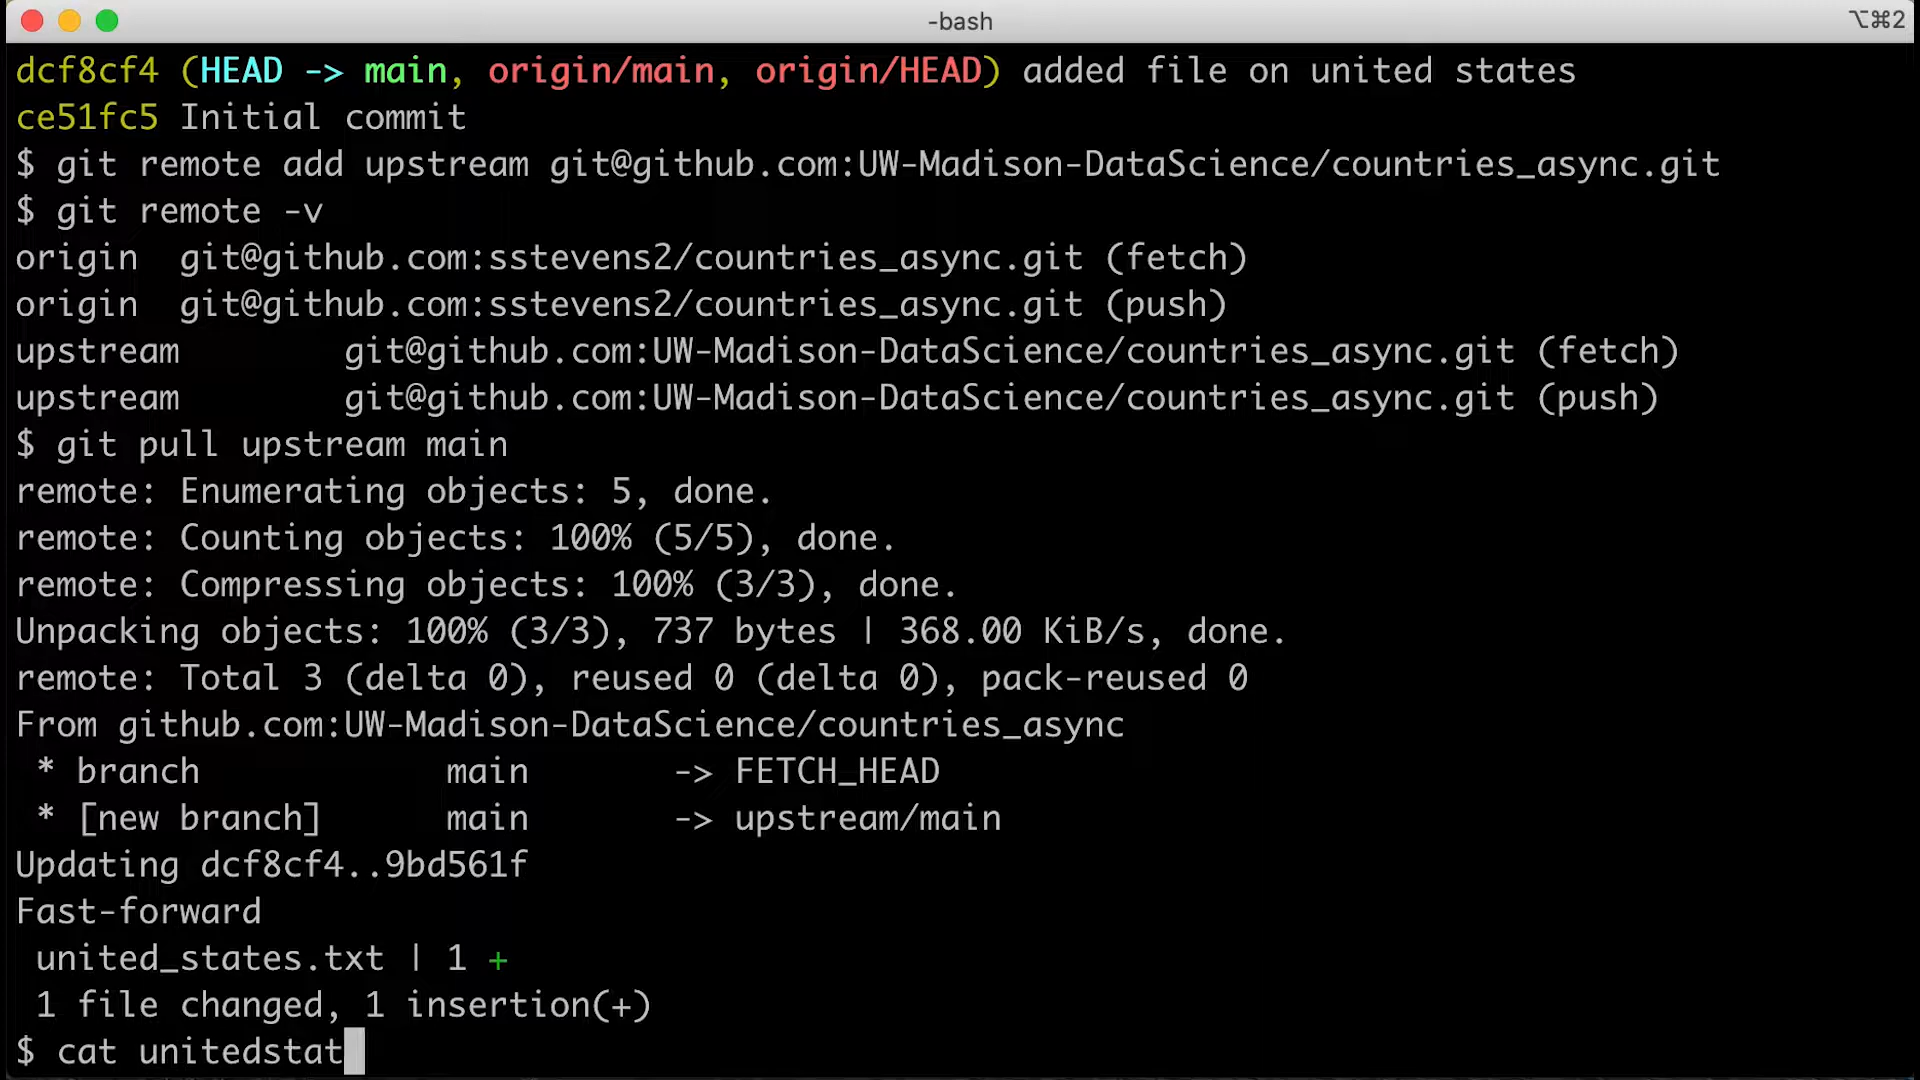 -bash
⌥⌘2
dcf8cf4 (HEAD -> main, origin/main, origin/HEAD) added file on united states
ce51fc5 Initial commit
$ git remote add upstream git@github.com:UW-Madison-DataScience/countries_async.git
$ git remote -v
origin  git@github.com:sstevens2/countries_async.git (fetch)
origin  git@github.com:sstevens2/countries_async.git (push)
upstream        git@github.com:UW-Madison-DataScience/countries_async.git (fetch)
upstream        git@github.com:UW-Madison-DataScience/countries_async.git (push)
$ git pull upstream main
remote: Enumerating objects: 5, done.
remote: Counting objects: 100% (5/5), done.
remote: Compressing objects: 100% (3/3), done.
Unpacking objects: 100% (3/3), 737 bytes | 368.00 KiB/s, done.
remote: Total 3 (delta 0), reused 0 (delta 0), pack-reused 0
From github.com:UW-Madison-DataScience/countries_async
 * branch            main       -> FETCH_HEAD
 * [new branch]      main       -> upstream/main
Updating dcf8cf4..9bd561f
Fast-forward
 united_states.txt | 1 +
 1 file changed, 1 insertion(+)
$ cat unitedstat